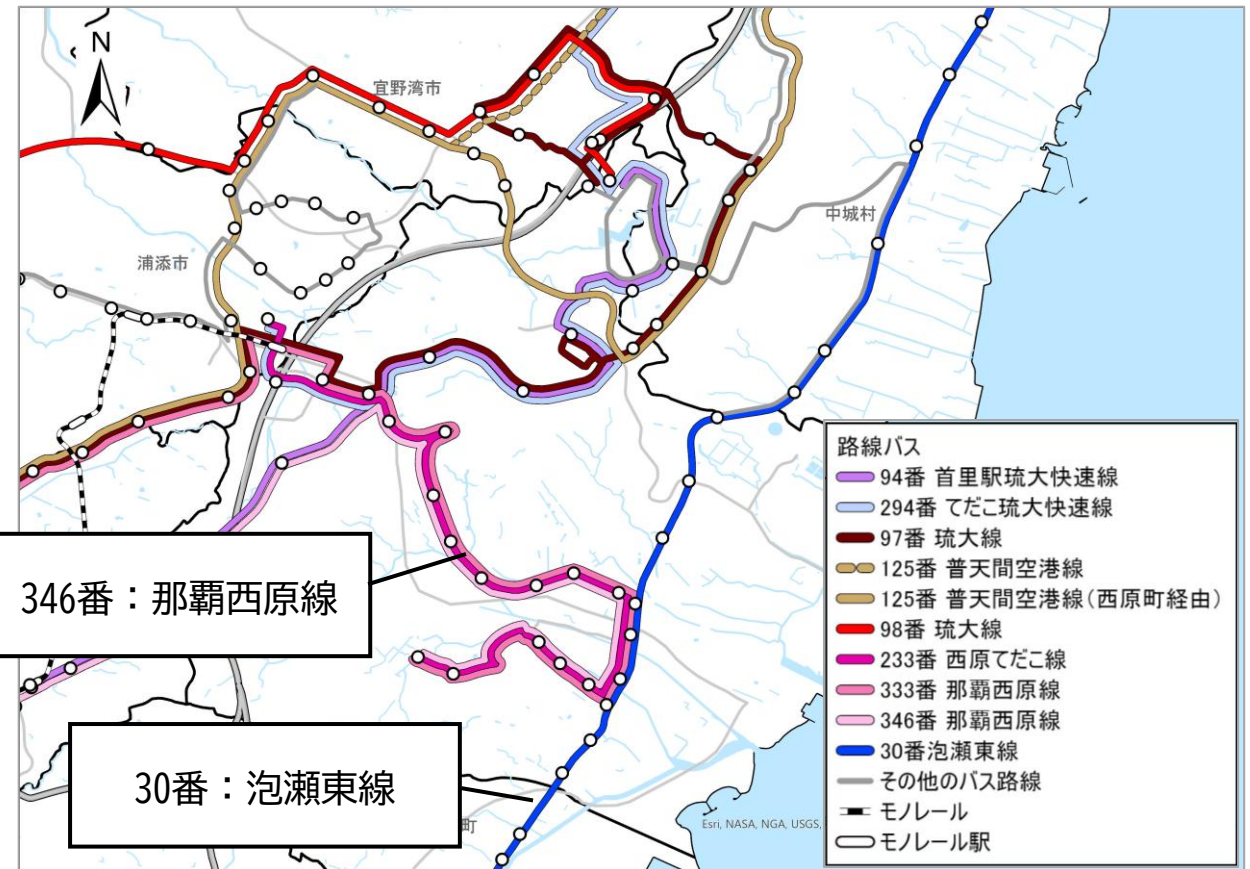 N
宜野湾市
中城村
浦添市
346番：那覇西原線
30番：泡瀬東線
町
Esri, NASA, NGA, USGS,
路線バス
94番 首里駅琉大快速線
294番 てだこ琉大快速線
97番 琉大線
125番 普天間空港線
125番 普天間空港線(西原町経由)
98番 琉大線
233番 西原てだこ線
333番 那覇西原線
346番 那覇西原線
30番泡瀬東線
その他のバス路線
モノレール
モノレール駅